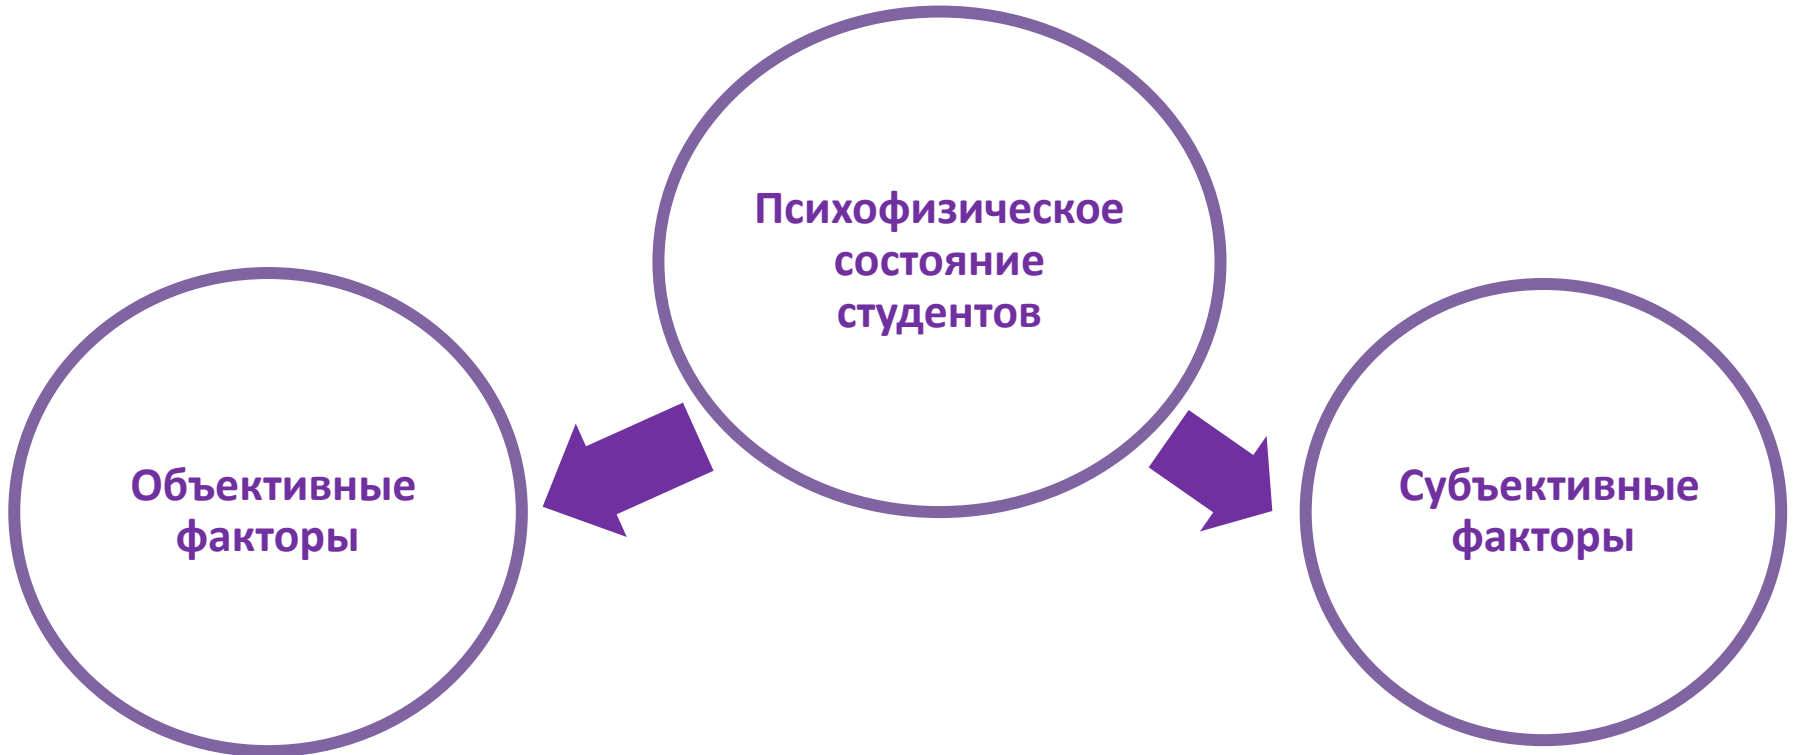 Психофизическое
состояние
студентов
Объективные
факторы
Субъективные
факторы